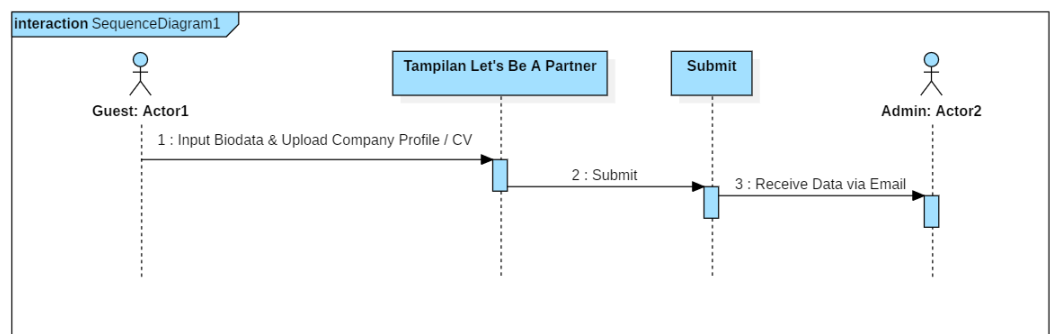 interaction SequenceDiagram1
Tampilan Let's Be A Partner
Submit
Guest: Actor1
Admin: Actor2
1 : Input Biodata & Upload Company Profile / CV
2 : Submit
3 : Receive Data via Email